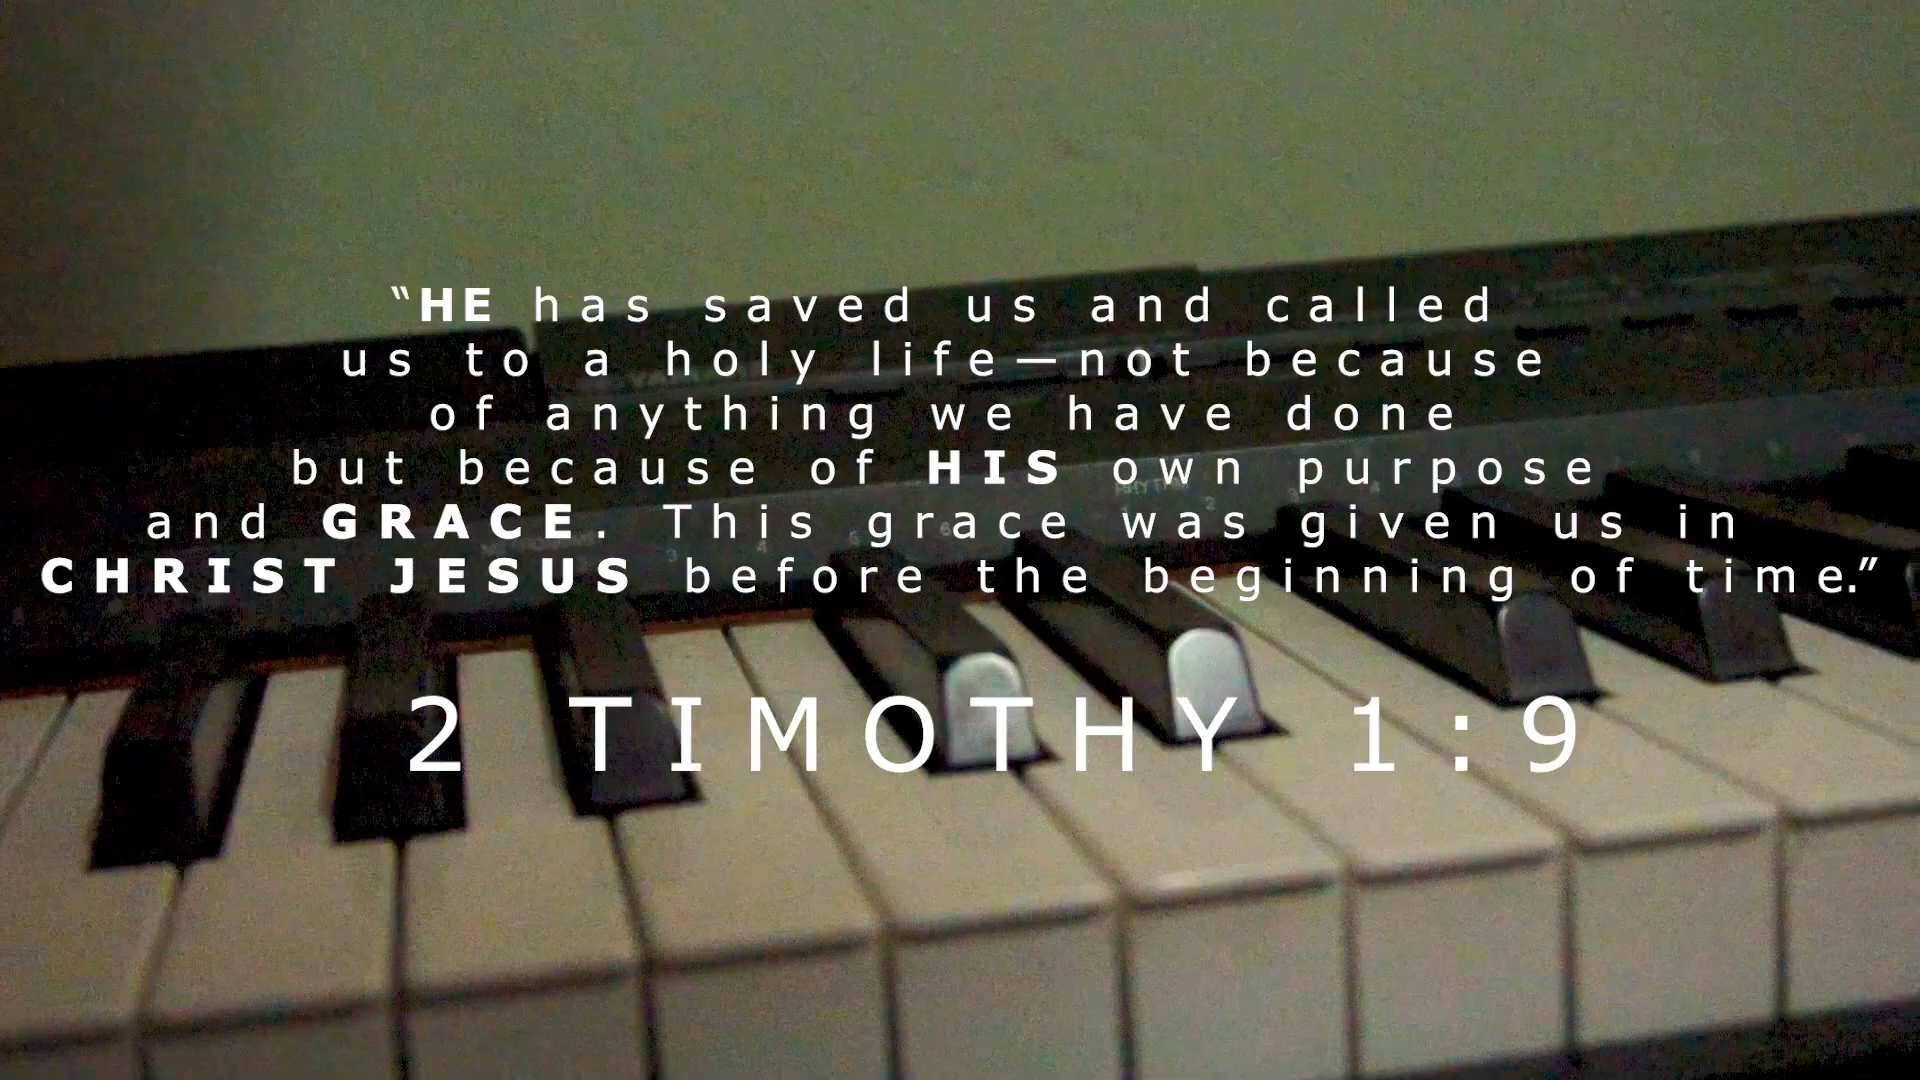 “HE has saved us and called
us to a holy life—not because
of anything we have done
but because of HIS own purpose
and GRACE. This grace was given us in
CHRIST JESUS before the beginning of time.”
2 TIMOTHY 1:9